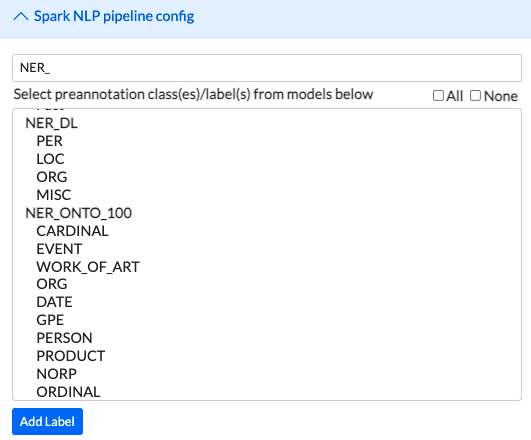 Spark NLP pipeline config
NER_
Select preannotation class(es)/label(s) from models below All None
NER_DL
PER
LOC
ORG
MISC
NER_ONTO_100
CARDINAL
EVENT
WORK_OF_ART
ORG
DATE
GPE
PERSON
PRODUCT
NORP
ORDINAL
Add Label